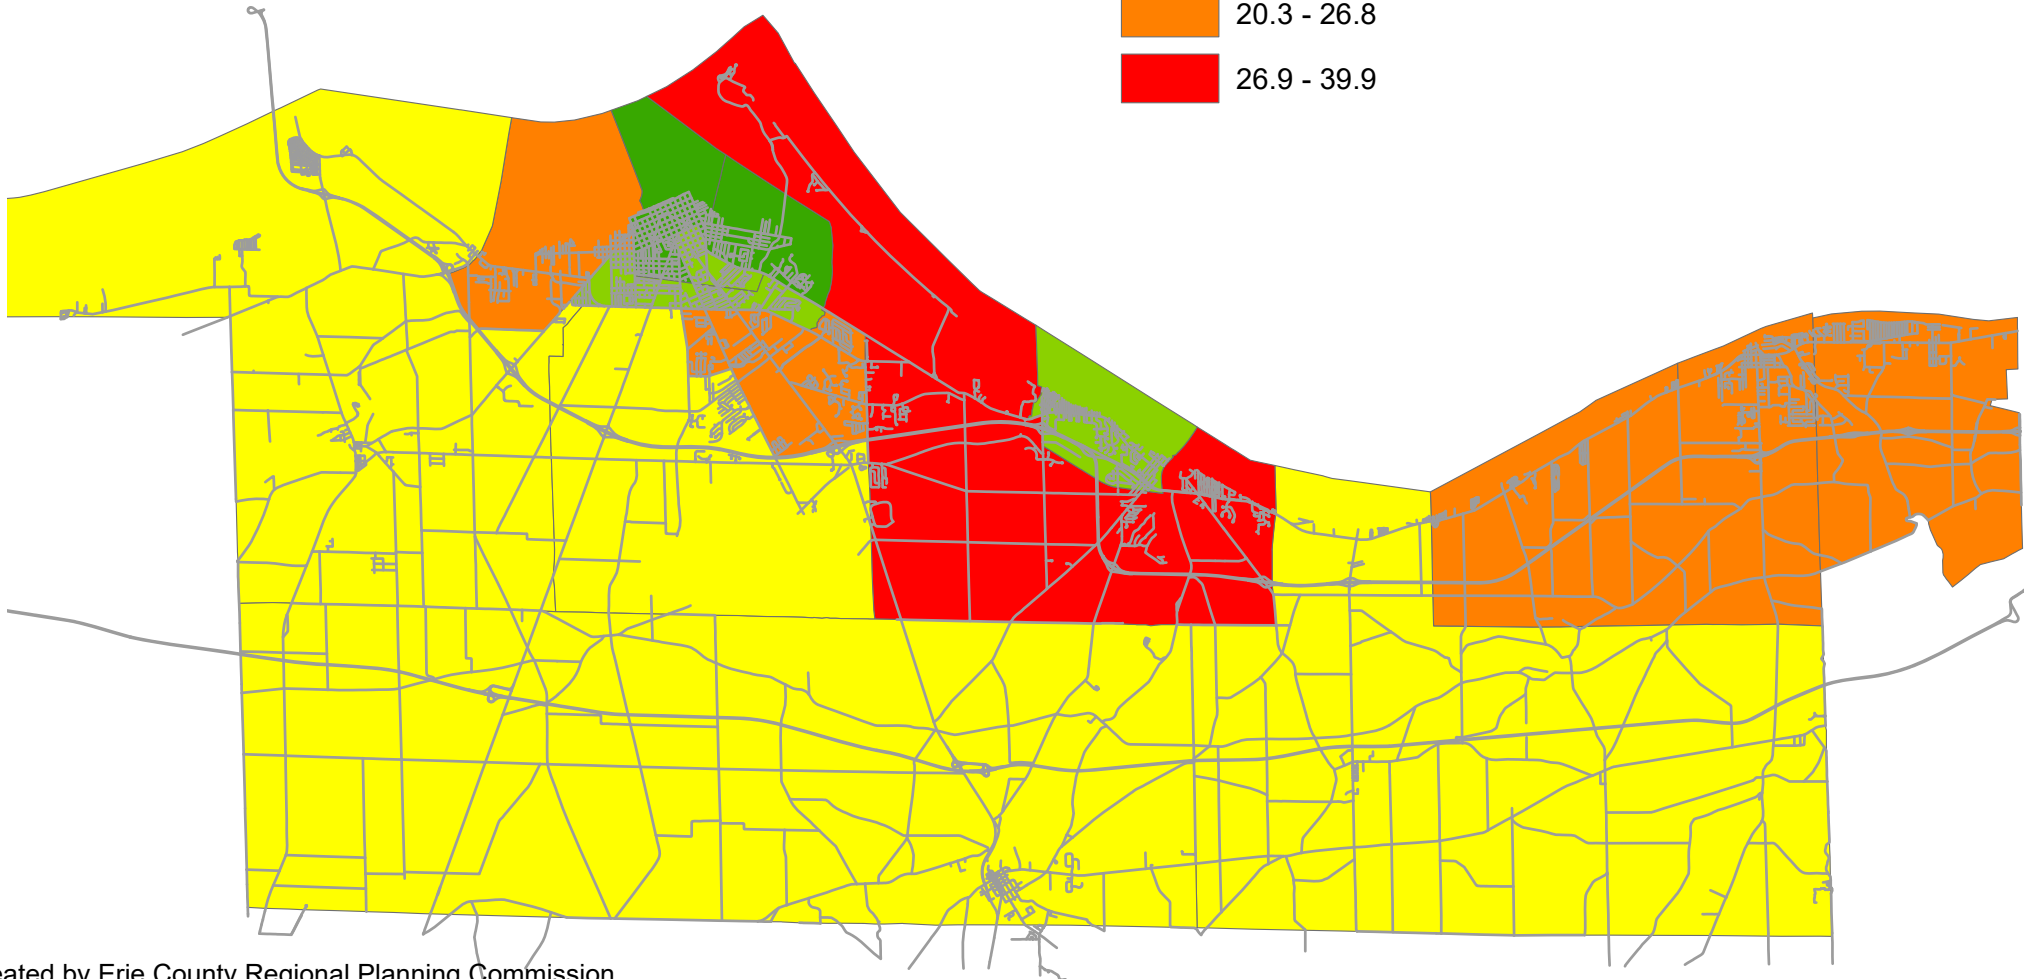 20.3 - 26.8
26.9 - 39.9
eated by Erie County Regional Planning Commission